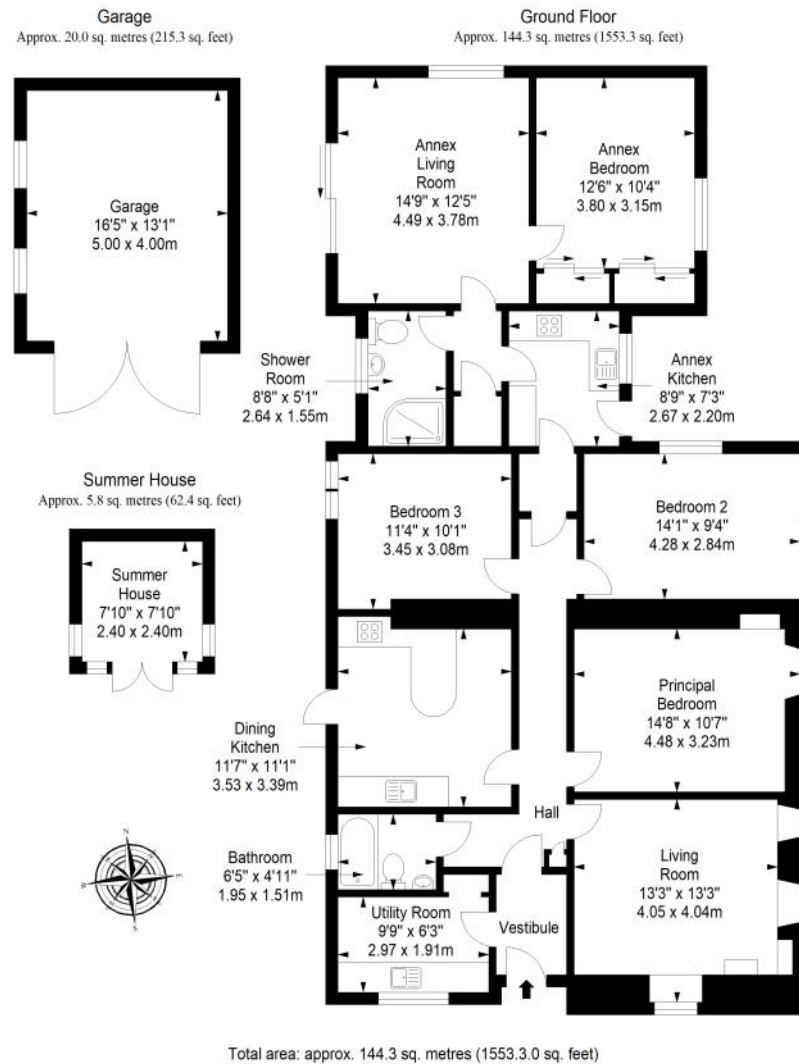 Garage
Approx. 20.0 sq. metres (215.3 sq. feet)
Garage
16'5" x 13'1"
5.00 x 4.00m
Summer House
Approx. 5.8 sq. metres (62.4 sq. feet)
Summer
House
7'10" x 7'10"
2.40 x 2.40m
Ground Floor
Approx. 144.3 sq. metres (1553.3 sq. feet)
Annex
Living
Room
14'9" x 12'5"
4.49 x 3.78m
Annex
Bedroom
12'6" x 10'4"
3.80 x 3.15m
Shower
Room
8'8" x 5'1"
2.64 x 1.55m
Annex
Kitchen
8'9" x 7'3"
2.67 x 2.20m
Bedroom 3
11'4" x 10'1"
3.45 x 3.08m
Bedroom 2
14'1" x 9'4"
4.28 x 2.84m
Principal
Bedroom
14'8" x 10'7"
4.48 x 3.23m
Dining
Kitchen
11'7" x 11'1"
3.53 x 3.39m
Hall
Bathroom
6'5" x 4'11"
1.95 x 1.51m
Living
Room
13'3" x 13'3"
4.05 x 4.04m
Utility Room
9'9" x 6'3"
2.97 x 1.91m
Vestibule
N
E
S
W
Total area: approx. 144.3 sq. metres (1553.3.0 sq. feet)